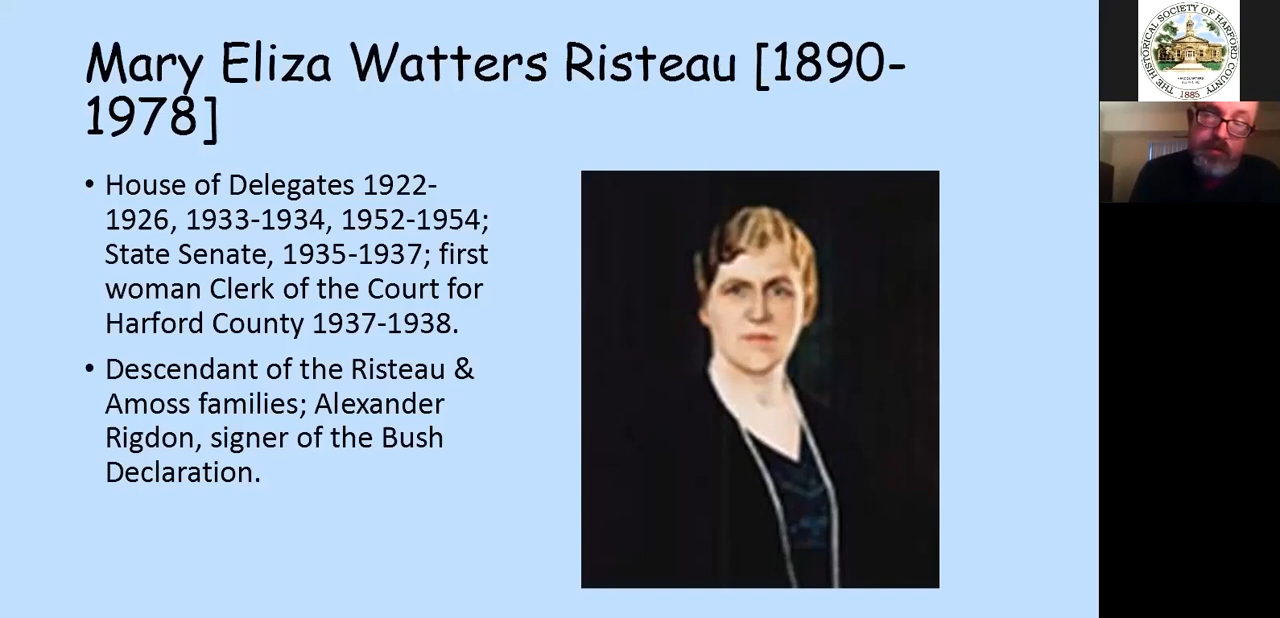 Mary Eliza Watters Risteau [1890-
1978]
• House of Delegates 1922-
1926, 1933-1934, 1952-1954;
State Senate, 1935-1937; first
woman Clerk of the Court for
Harford County 1937-1938.
• Descendant of the Risteau &
Amoss families; Alexander
Rigdon, signer of the Bush
Declaration.
THE HISTORICAL SOCIETY OF HARFORD COUNTY
1885